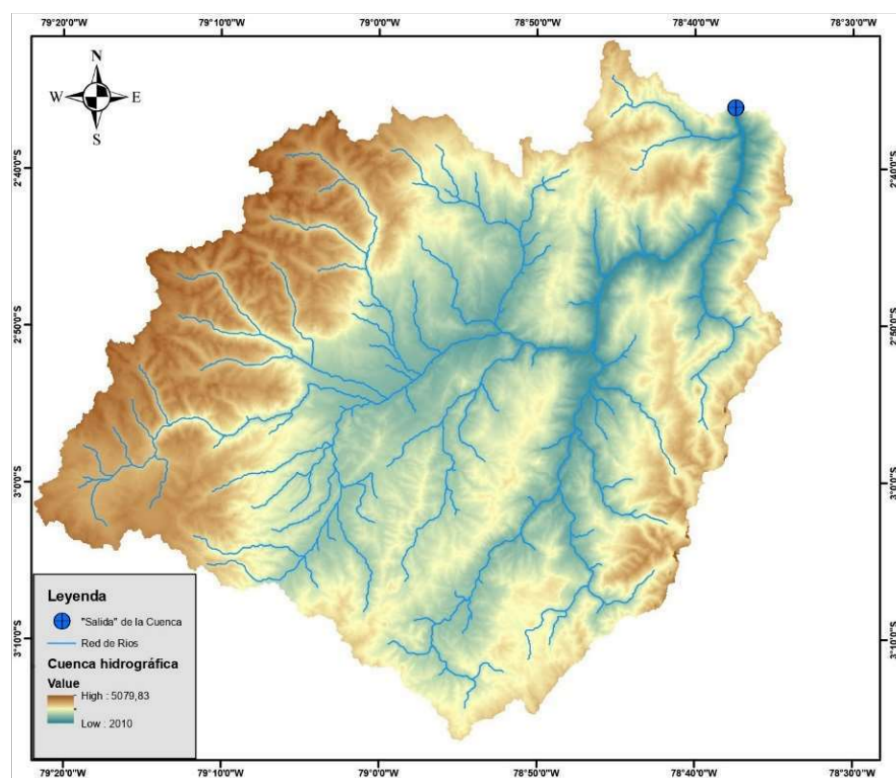 79°20'0"W 79°10'0"W 79°0'0"W 78°50'0"W 78°40'0"W 78°30'0"W
N
W E
S
2°40'0"S 2°40'0"S
2°50'0"S 2°50'0"S
3°0'0"S 3°0'0"S
3°10'0"S 3°10'0"S
Leyenda
"Salida" de la Cuenca
Red de Rios
Cuenca hidrográfica
Value
High : 5079,83
Low : 2010
79°20'0"W 79°10'0"W 79°0'0"W 78°50'0"W 78°40'0"W 78°30'0"W